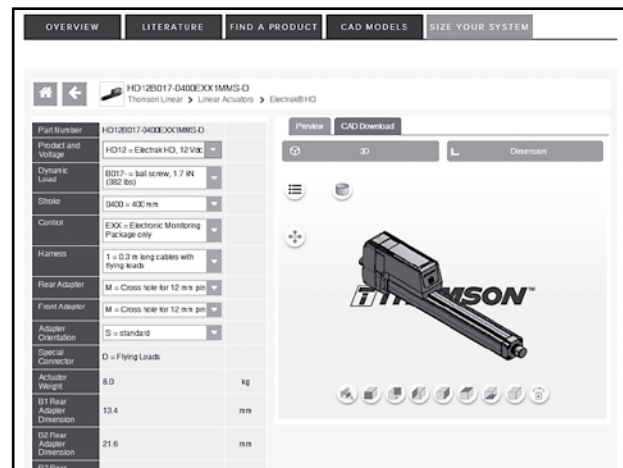 OVERVIEW
LITERATURE
FIND A PRODUCT
CAD MODELS
SIZE YOUR SYSTEM
HD12B017-0400EXX1MMS-D
Thomson Linear > Linear Actuators > Electrak® HD
Part Number
HD12B017-0400EXX1MMS-D
Product and
Voltage
HD12 = Electrak HD, 12 Vdc
Dynamic
Load
B017- = ball screw, 1.7 kN
(382 lbs)
Stroke
0400 = 400 mm
Control
EXX = Electronic Monitoring
Package only
Harness
1 = 0.3 m long cables with
flying leads
Rear Adapter
M = Cross hole for 12 mm pin
Front Adapter
M = Cross hole for 12 mm pin
Adapter
Orientation
S = standard
Special
Connector
D = Flying Leads
Actuator
Weight
8.0
kg
B1 Rear
Adapter
Dimension
13.4
mm
B2 Rear
Adapter
Dimension
21.6
mm
Preview
CAD Download
3D
Dimension
THOMSON™